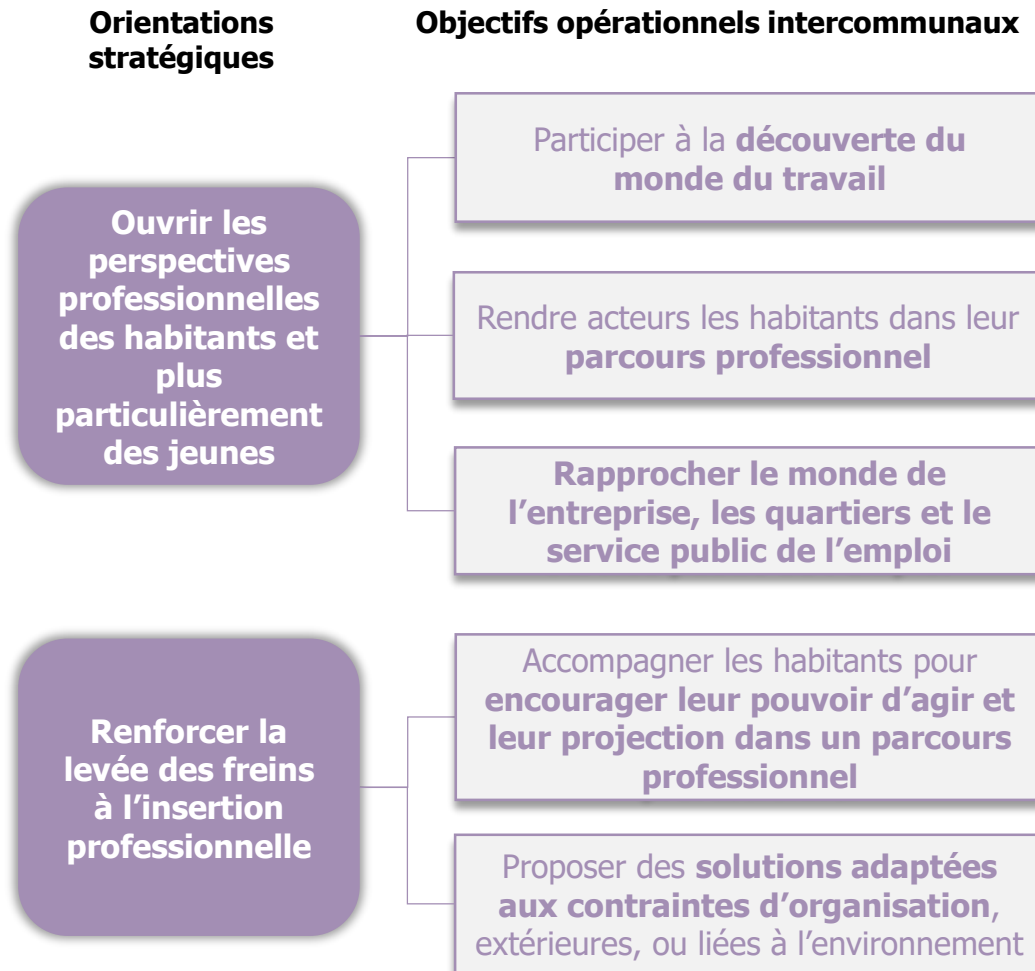 Orientations
stratégiques
Objectifs opérationnels intercommunaux
Ouvrir les
perspectives
professionnelles
des habitants et
plus
particulièrement
des jeunes
Participer à la découverte du
monde du travail
Rendre acteurs les habitants dans leur
parcours professionnel
Rapprocher le monde de
l’entreprise, les quartiers et le
service public de l’emploi
Renforcer la
levée des freins
à l’insertion
professionnelle
Accompagner les habitants pour
encourager leur pouvoir d’agir et
leur projection dans un parcours
professionnel
Proposer des solutions adaptées
aux contraintes d’organisation,
extérieures, ou liées à l’environnement